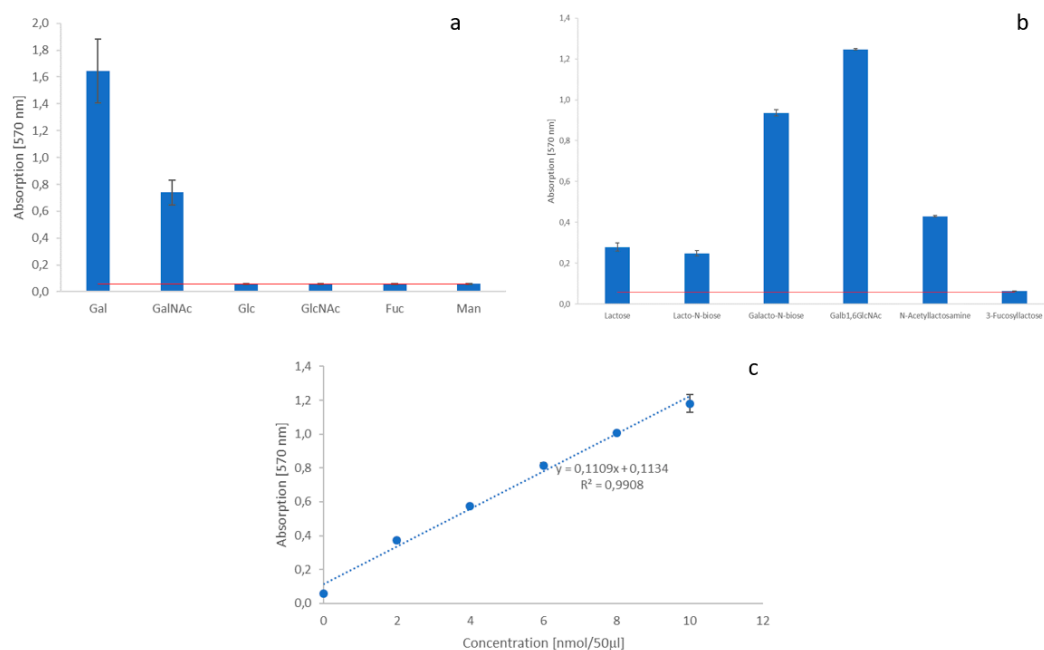 a
2,0
1,8
1,6
1,4
1,2
1,0
0,8
0,6
0,4
0,2
0,0
Absorption [570 nm]
Gal GalNAc Glc GlcNAc Fuc Man
b
1,4
1,2
1,0
0,8
0,6
0,4
0,2
0,0
Absorption [570 nm]
Lactose Lacto-N-biose Galacto-N-biose Galb1,6GlcNAc N-Acetyllactosamine 3-Fucosyllactose
c
1,4
1,2
1,0
0,8
0,6
0,4
0,2
0,0
Absorption [570 nm]
y = 0,1109x + 0,1134
R² = 0,9908
0 2 4 6 8 10 12
Concentration [nmol/50µl]